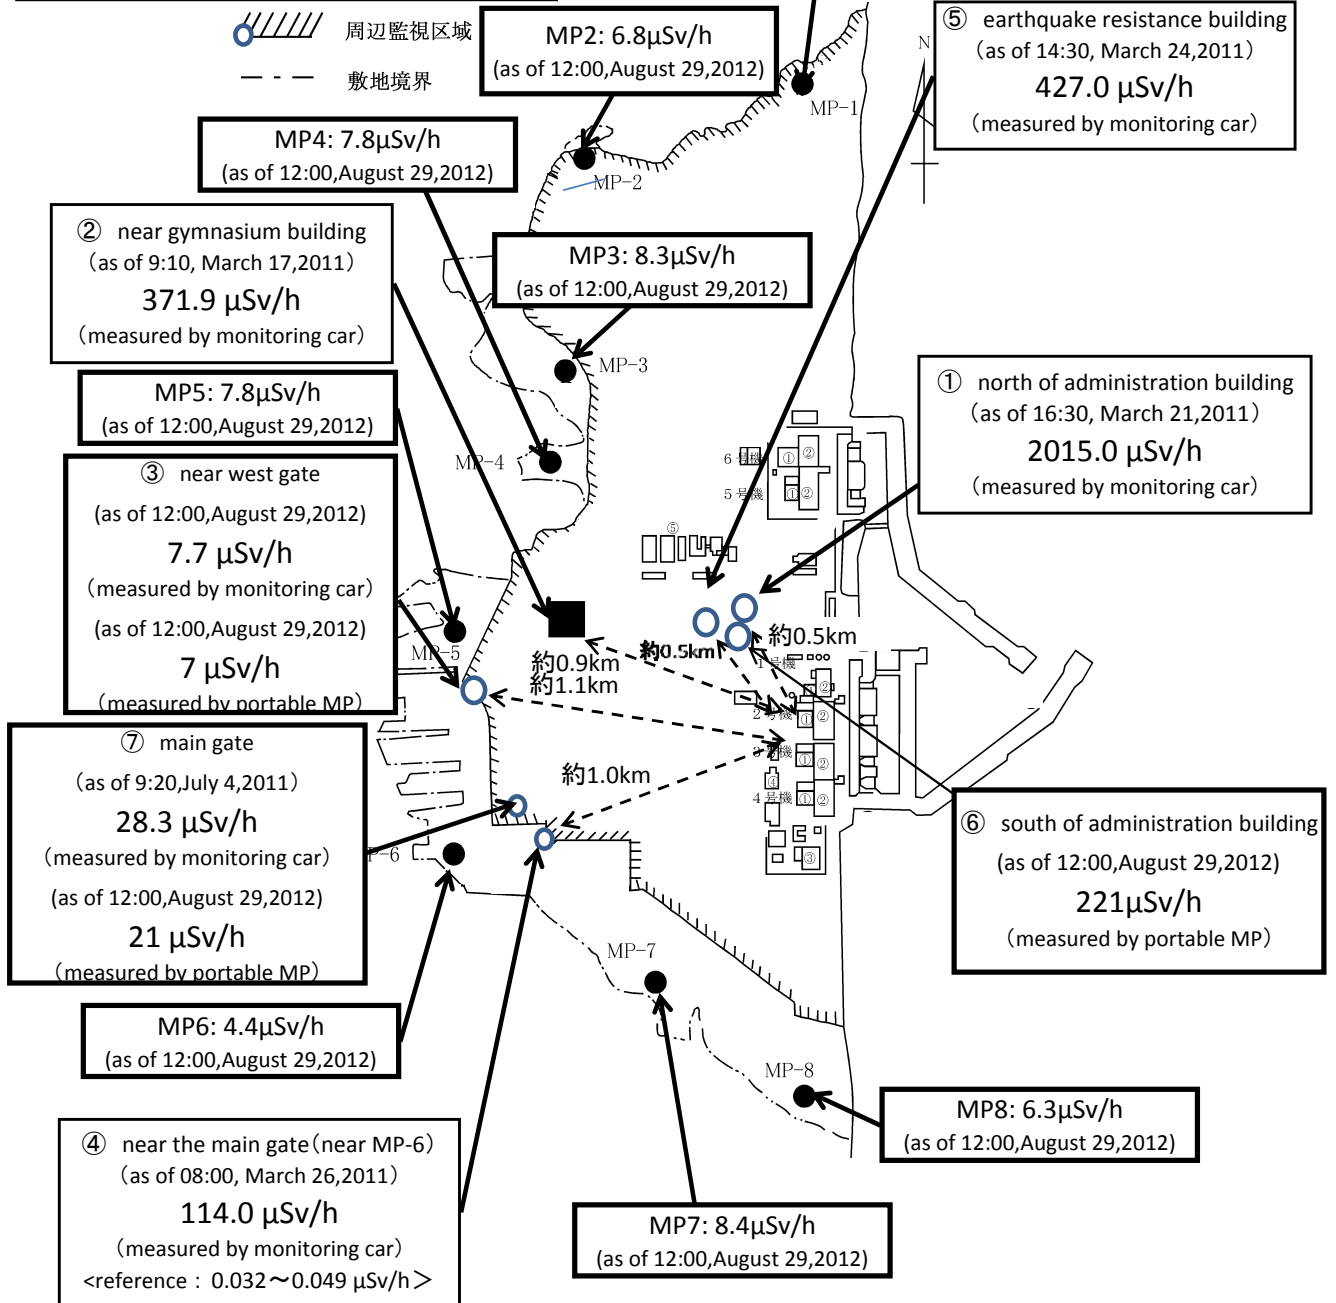 周辺監視区域
敷地境界
MP2: 6.8μSv/h
(as of 12:00,August 29,2012)
MP-1
N
⑤ earthquake resistance building
(as of 14:30, March 24,2011)
427.0 μSv/h
(measured by monitoring car)
MP4: 7.8μSv/h
(as of 12:00,August 29,2012)
MP-2
② near gymnasium building
(as of 9:10, March 17,2011)
371.9 μSv/h
(measured by monitoring car)
MP3: 8.3μSv/h
(as of 12:00,August 29,2012)
MP-3
MP5: 7.8μSv/h
(as of 12:00,August 29,2012)
① north of administration building
(as of 16:30, March 21,2011)
2015.0 μSv/h
(measured by monitoring car)
MP-4
6号機
① ②
5号機
① ②
⑤
③ near west gate
(as of 12:00,August 29,2012)
7.7 μSv/h
(measured by monitoring car)
(as of 12:00,August 29,2012)
7 μSv/h
(measured by portable MP)
MP-5
約0.9km
約1.1km
約0.5km
約0.5km
1号機
②
2号機
① ②
3号機
① ②
④
4号機
① ②
③
約1.0km
⑦ main gate
(as of 9:20,July 4,2011)
28.3 μSv/h
(measured by monitoring car)
(as of 12:00,August 29,2012)
21 μSv/h
(measured by portable MP)
P-6
⑥ south of administration building
(as of 12:00,August 29,2012)
221μSv/h
(measured by portable MP)
MP-7
MP6: 4.4μSv/h
(as of 12:00,August 29,2012)
MP-8
MP8: 6.3μSv/h
(as of 12:00,August 29,2012)
④ near the main gate(near MP-6)
(as of 08:00, March 26,2011)
114.0 μSv/h
(measured by monitoring car)
<reference : 0.032～0.049 μSv/h＞
MP7: 8.4μSv/h
(as of 12:00,August 29,2012)